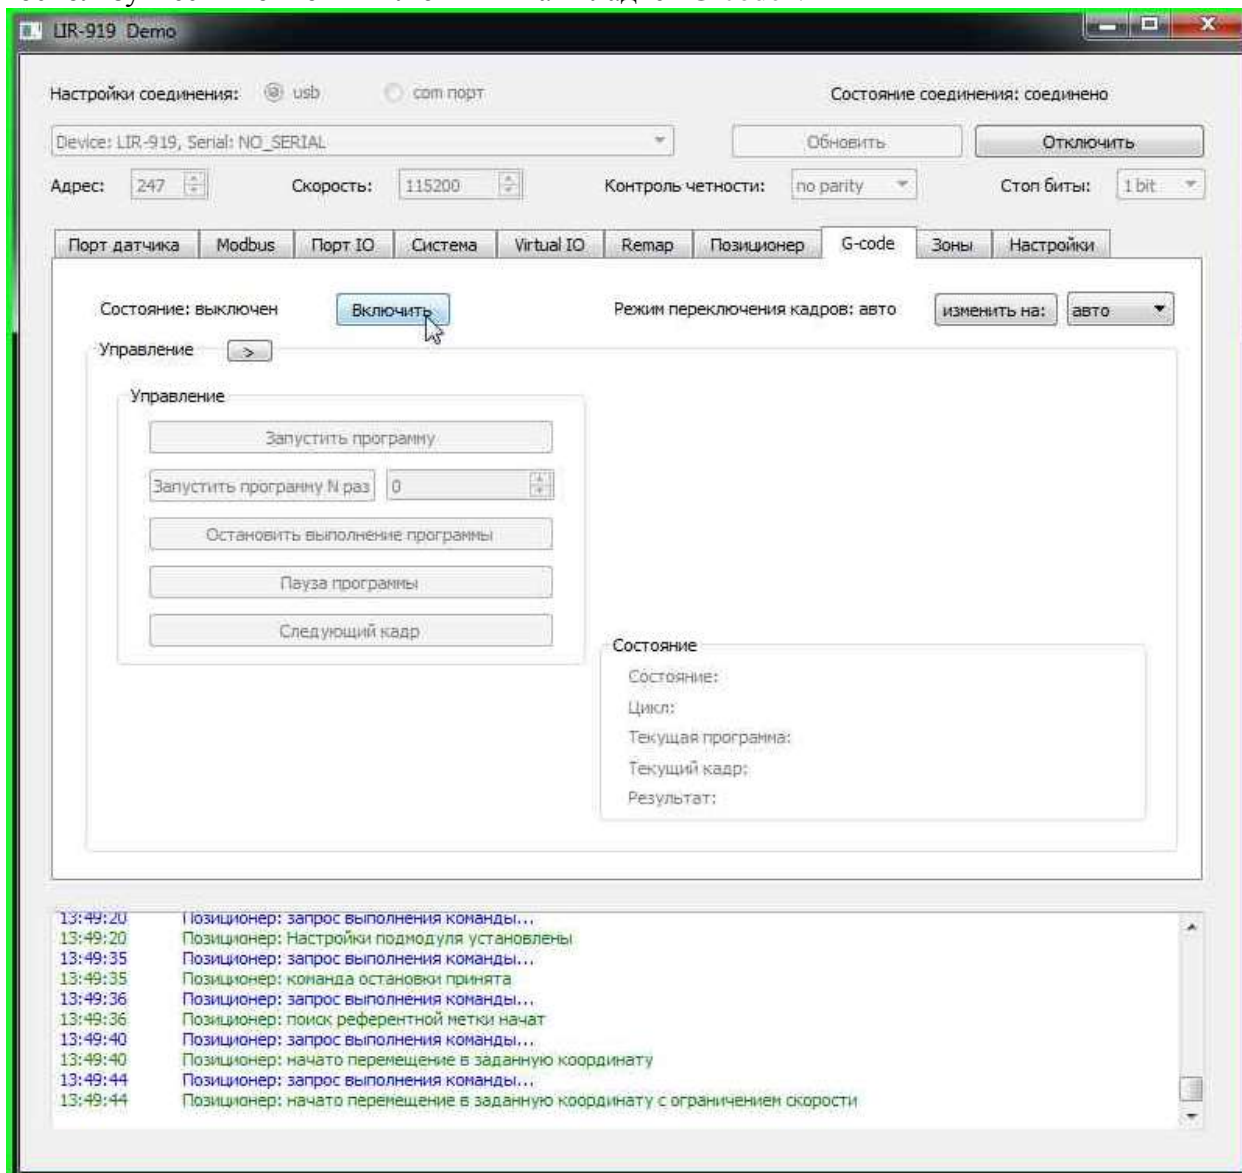 LIR-919 Demo
Настройки соединения: usb com порт Состояние соединения: соединено
Device: LIR-919, Serial: NO_SERIAL Обновить Отключить
Адрес: 247 Скорость: 115200 Контроль четности: no parity Стоп биты: 1 bit
Порт датчика Modbus Порт IO Система Virtual IO Remap Позиционер G-code Зоны Настройки
Состояние: выключен Включить Режим переключения кадров: авто изменить на: авто
Управление >
Управление
Запустить программу
Запустить программу N раз 0
Остановить выполнение программы
Пауза программы
Следующий кадр
Состояние
Состояние:
Цикл:
Текущая программа:
Текущий кадр:
Результат:
13:49:20 Позиционер: запрос выполнения команды...
13:49:20 Позиционер: Настройки подмодуля установлены
13:49:35 Позиционер: запрос выполнения команды...
13:49:35 Позиционер: команда остановки принята
13:49:36 Позиционер: запрос выполнения команды...
13:49:36 Позиционер: поиск референтной метки начат
13:49:40 Позиционер: запрос выполнения команды...
13:49:40 Позиционер: начато перемещение в заданную координату
13:49:44 Позиционер: запрос выполнения команды...
13:49:44 Позиционер: начато перемещение в заданную координату с ограничением скорости